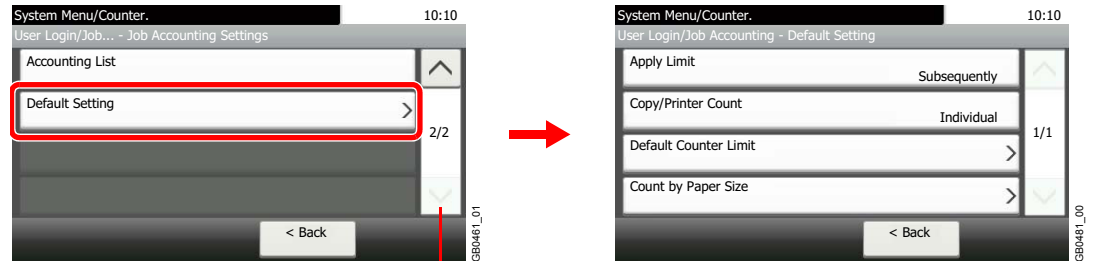 System Menu/Counter.
10:10
User Login/Job... - Job Accounting Settings
Accounting List
Default Setting
2/2
< Back
GB0461_01
System Menu/Counter.
10:10
User Login/Job Accounting - Default Setting
Apply Limit
Subsequently
Copy/Printer Count
Individual
1/1
Default Counter Limit
Count by Paper Size
< Back
GB0481_00